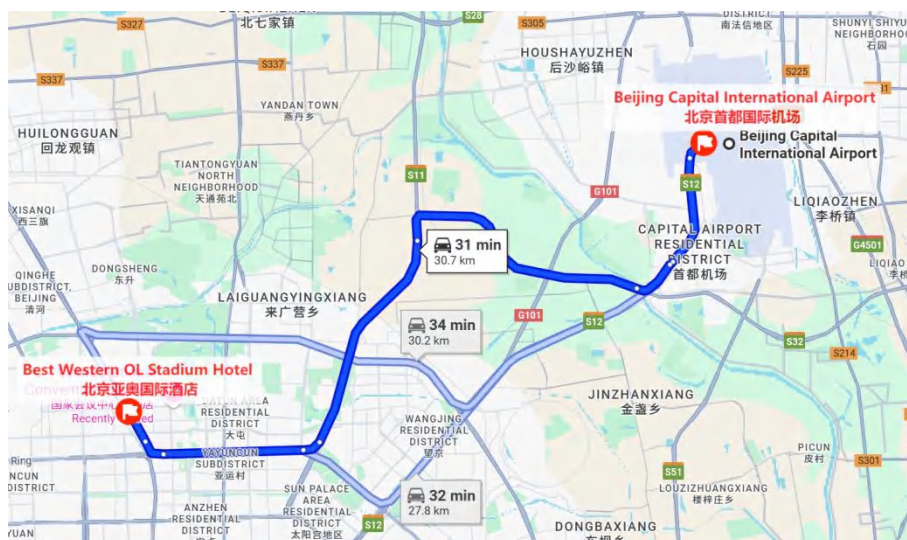 S327
北七家镇
S28
S305
DISTRICT
南法信地区
SHUNYI
NEIGHBORHOOD
石园
S337
S337
HOUSHAYUZHEN
后沙峪镇
S225
YANDAN TOWN
燕丹乡
Beijing Capital International Airport
北京首都国际机场
Beijing Capital
International Airport
HUILONGGUAN
回龙观镇
TIANTONGYUAN
NORTH
NEIGHBORHOOD
天通苑北
S11
G101
S12
LIQIAOZHEN
李桥镇
XISANQI
西三旗
31 min
30.7 km
CAPITAL AIRPORT
RESIDENTIAL
DISTRICT
首都机场
G4501
QINGHE
SUBDISTRICT,
BEIJING
清河
DONGSHENG
东升
LAIGUANGYINGXIANG
来广营乡
G101
S12
S32
34 min
30.2 km
S214
Best Western OL Stadium Hotel
北京亚奥国际酒店
Recently
AREA
RESIDENTIAL
DISTRICT
大屯
JINZHANXIANG
金盏乡
WANGJING
RESIDENTIAL
DISTRICT
望京
Ring
YAYUNCUN
SUBDISTRICT
亚运村
PICUN
皮村
S301
DISTRICT
SUN PALACE
AREA
RESIDENTIAL
DISTRICT
太阳宫地区
32 min
27.8 km
S51
LOUZIZHUANGXIANG
楼梓庄乡
ANZHEN
RESIDENTIAL
DISTRICT
S12
DONGBAXIANG